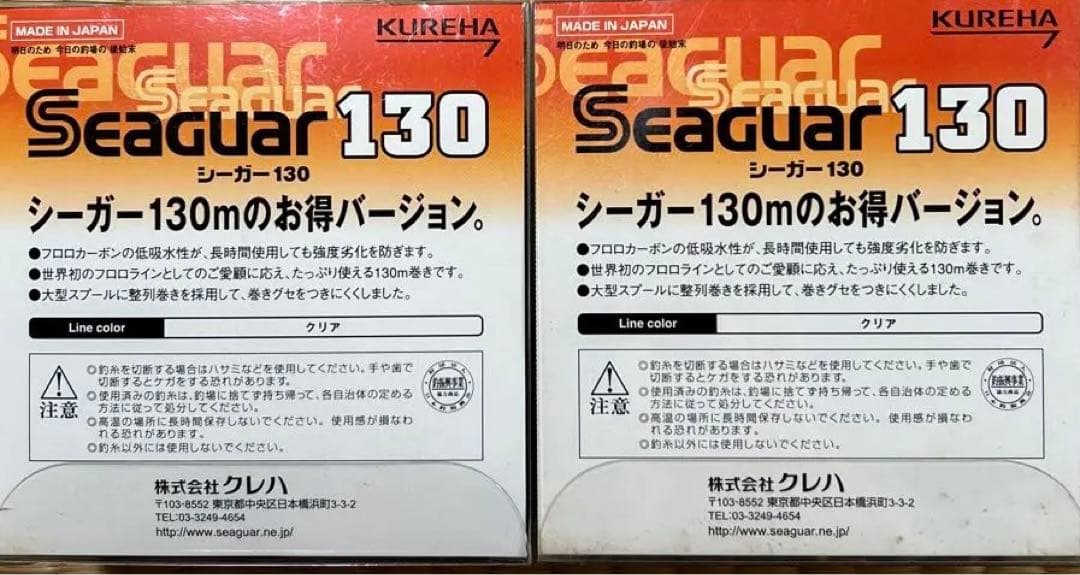 MADE IN JAPAN
KUREHA
明日のため 今日の釣場の 後始末
Seaguar
Seaguar
Seaguar 130
シーガー130
シーガー130mのお得バージョン。
●フロロカーボンの低吸水性が、長時間使用しても強度劣化を防ぎます。
●世界初のフロロラインとしてのご愛顧に応え、たっぷり使える130m巻きです。
●大型スプールに整列巻きを採用して、巻きグセをつきにくくしました。
Line color クリア
注意
○釣糸を切断する場合はハサミなどを使用してください。手や歯で
切断するとケガをする恐れがあります。
○使用済みの釣糸は、釣場に捨てず持ち帰って、各自治体の定める
方法に従って処分してください。
○高温の場所に長時間保存しないでください。使用感が損なわ
れる恐れがあります。
○釣糸以外には使用しないでください。
釣振興事業
協力商品
株式会社クレハ
〒103-8552 東京都中央区日本橋浜町3-3-2
TEL:03-3249-4654
http://www.seaguar.ne.jp/
MADE IN JAPAN
KUREHA
明日のため 今日の釣場の 後始末
Seaguar
Seaguar
Seaguar 130
シーガー130
シーガー130mのお得バージョン。
●フロロカーボンの低吸水性が、長時間使用しても強度劣化を防ぎます。
●世界初のフロロラインとしてのご愛顧に応え、たっぷり使える130m巻きです。
●大型スプールに整列巻きを採用して、巻きグセをつきにくくしました。
Line color クリア
注意
○釣糸を切断する場合はハサミなどを使用してください。手や歯で
切断するとケガをする恐れがあります。
○使用済みの釣糸は、釣場に捨てず持ち帰って、各自治体の定める
方法に従って処分してください。
○高温の場所に長時間保存しないでください。使用感が損なわ
れる恐れがあります。
○釣糸以外には使用しないでください。
釣振興事業
協力商品
株式会社クレハ
〒103-8552 東京都中央区日本橋浜町3-3-2
TEL:03-3249-4654
http://www.seaguar.ne.jp/